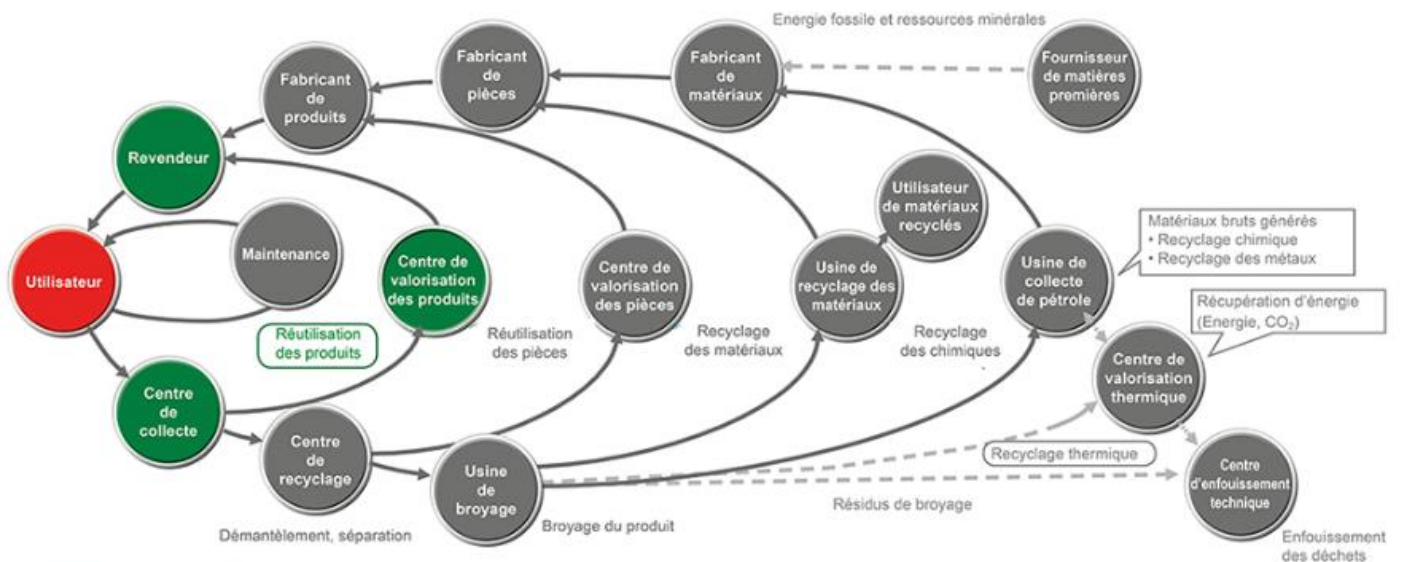 Energie fossile et ressources minérales
Fabricant
de
produits
Fabricant
de
pièces
Fabricant
de
matériaux
Fournisseur
de matières
premières
Revendeur
Utilisateur
de matériaux
recyclés
Utilisateur
Maintenance
Centre de
valorisation
des produits
Centre de
valorisation
des pièces
Usine de
recyclage des
matériaux
Usine de
collecte
de pétrole
Matériaux bruts générés
• Recyclage chimique
• Recyclage des métaux
Récupération d'énergie
(Energie, CO₂)
Réutilisation
des produits
Réutilisation
des pièces
Recyclage
des matériaux
Recyclage
des chimiques
Centre de
valorisation
thermique
Centre
de
collecte
Centre
de
recyclage
Usine
de
broyage
Recyclage thermique
Centre
d'enfouissement
technique
Résidus de broyage
Démantèlement, séparation
Broyage du produit
Enfouissement
des déchets